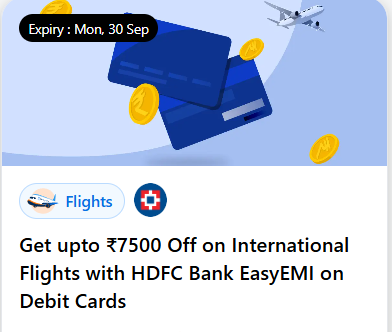 Expiry : Mon, 30 Sep
Flights
Get upto ₹7500 Off on International
Flights with HDFC Bank EasyEMI on
Debit Cards